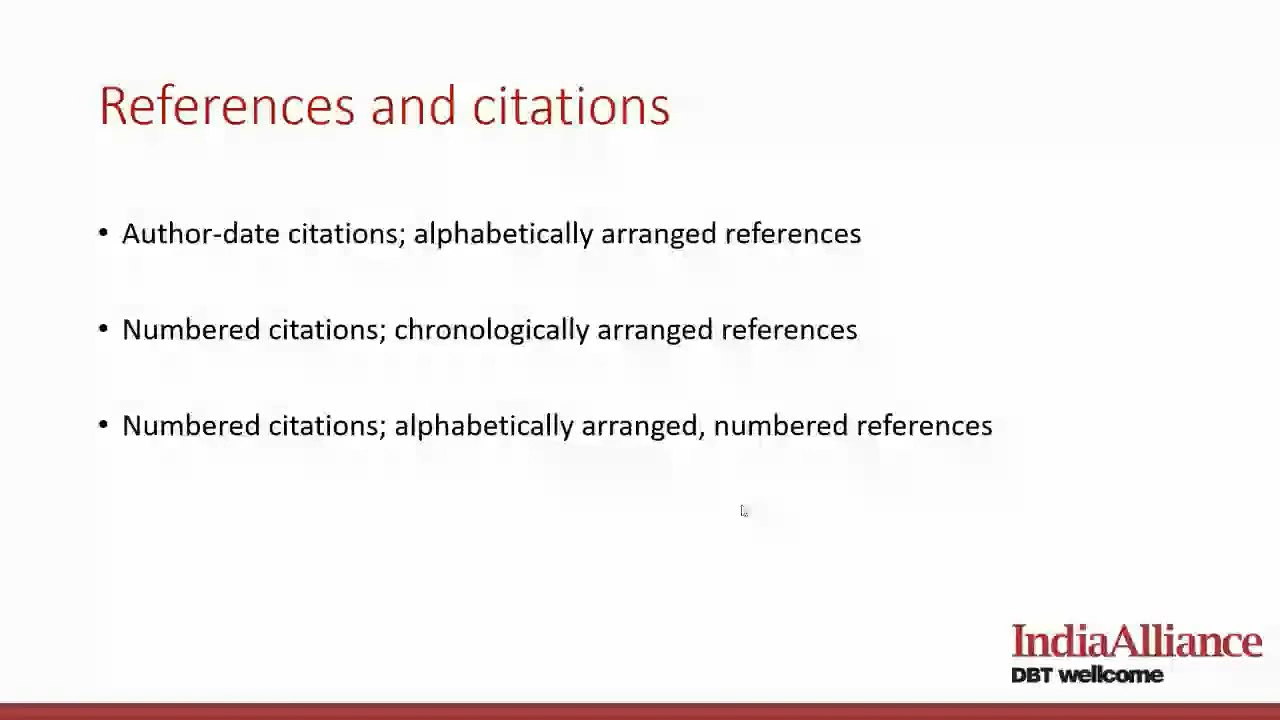 References and citations
• Author-date citations; alphabetically arranged references
• Numbered citations; chronologically arranged references
• Numbered citations; alphabetically arranged, numbered references
IndiaAlliance
DBT wellcome